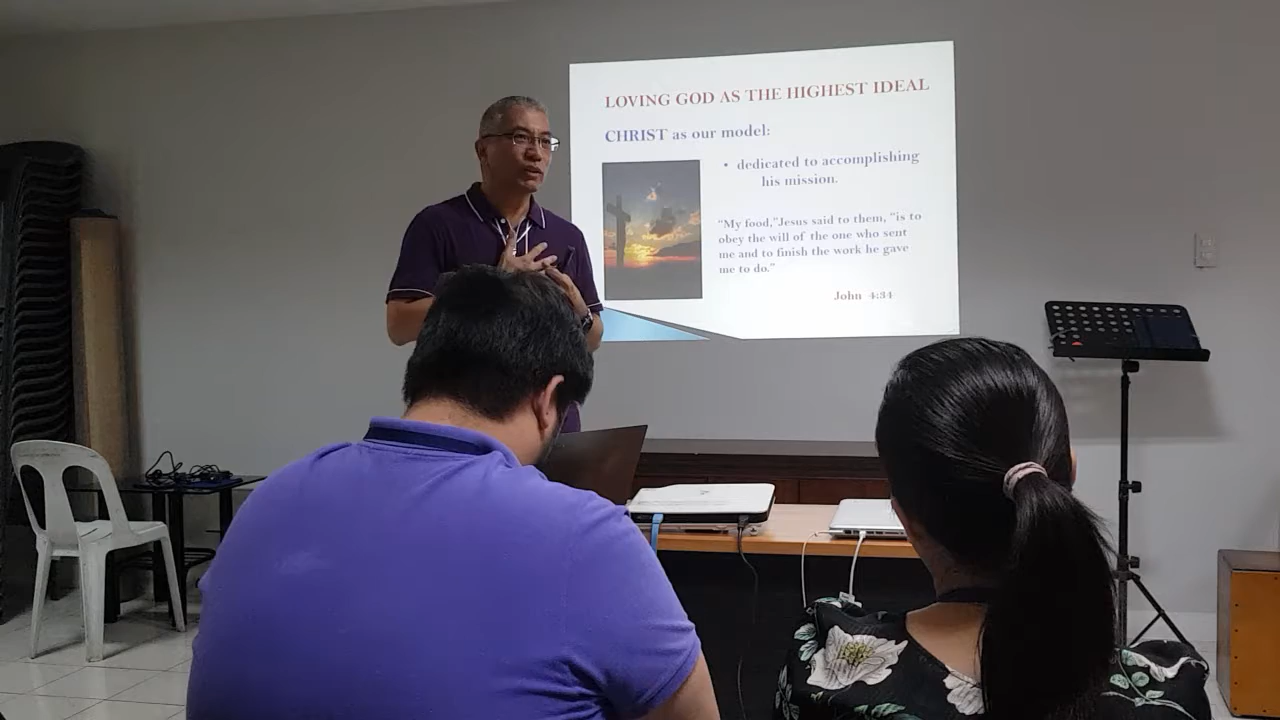 LOVING GOD AS THE HIGHEST IDEAL
CHRIST as our model:
• dedicated to accomplishing
his mission.
"My food,"Jesus said to them, "is to
obey the will of the one who sent
me and to finish the work he gave
me to do."
John 4:34